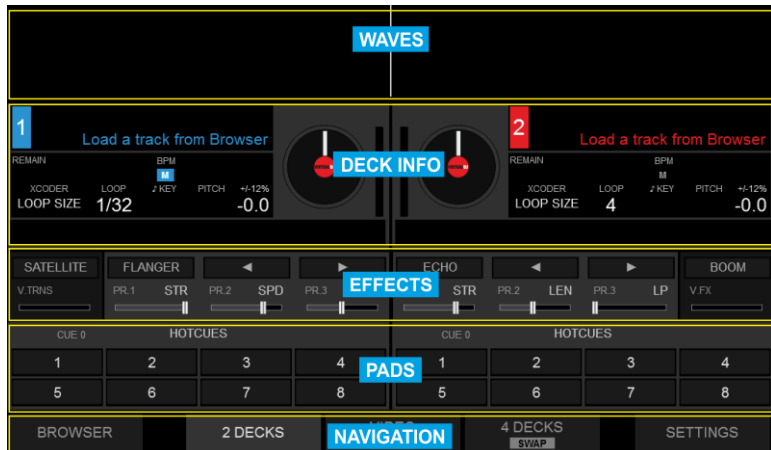 WAVES
1
Load a track from Browser
2
Load a track from Browser
DECK INFO
REMAIN BPM
M
XCODER LOOP ♪KEY PITCH +/-12%
LOOP SIZE 1/32 -0.0
REMAIN BPM
M
XCODER LOOP ♪KEY PITCH +/-12%
LOOP SIZE 4 -0.0
SATELLITE FLANGER ◄ ► ECHO ◄ ► BOOM
EFFECTS
V.TRNS PR.1 STR PR.2 SPD PR.3 STR PR.2 LEN PR.3 LP V.FX
CUE 0 HOTCUES CUE 0 HOTCUES
1 2 3 4 1 2 3 4
PADS
5 6 7 8 5 6 7 8
BROWSER 2 DECKS 4 DECKS SETTINGS
NAVIGATION
SWAP